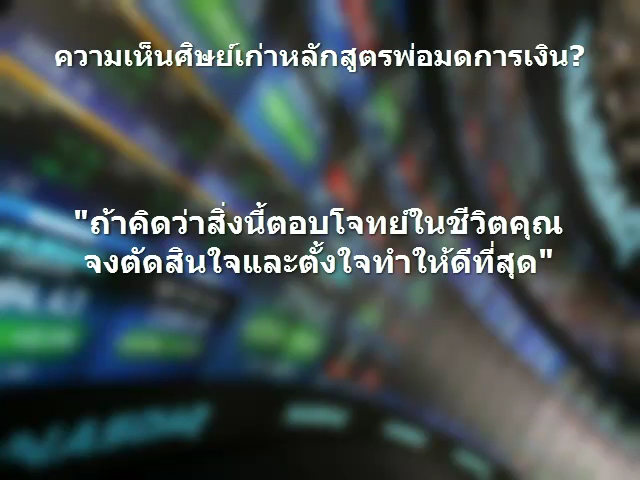 ความเห็นศิษย์เก่าหลักสูตรพ่อมดการเงิน?
"ถ้าคิดว่าสิ่งนี้ตอบโจทย์ในชีวิตคุณ
จงตัดสินใจและตั้งใจทำให้ดีที่สุด"